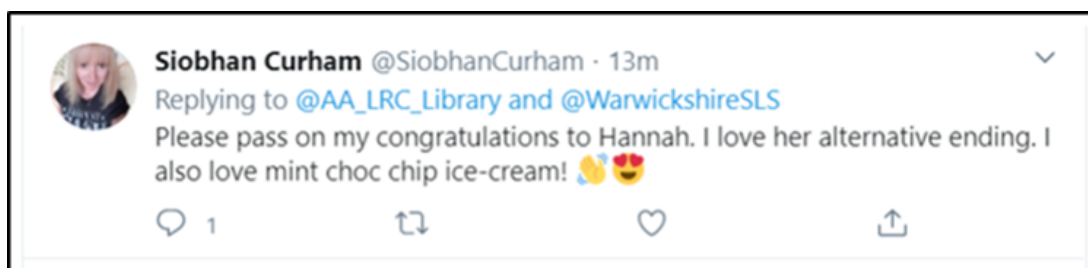 Siobhan Curham @SiobhanCurham · 13m
Replying to @AA_LRC_Library and @WarwickshireSLS
Please pass on my congratulations to Hannah. I love her alternative ending. I
also love mint choc chip ice-cream! 👏😍
1